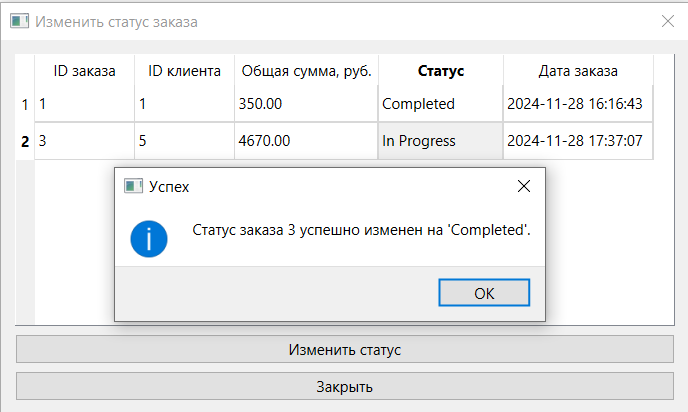 Изменить статус заказа
ID заказа ID клиента Общая сумма, руб. Статус Дата заказа
1 1 1 350.00 Completed 2024-11-28 16:16:43
2 3 5 4670.00 In Progress 2024-11-28 17:37:07
Успех
Статус заказа 3 успешно изменен на 'Completed'.
OK
Изменить статус
Закрыть